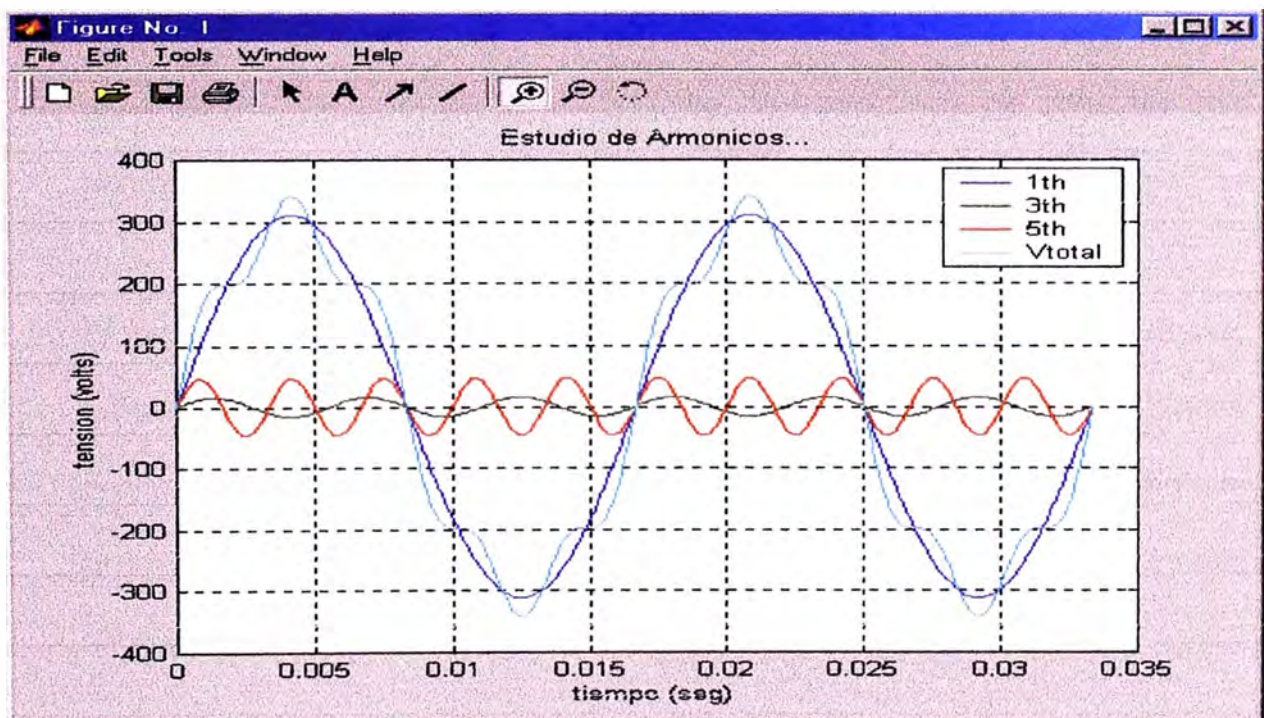 Figure No. 1
File Edit Tools Window Help
A
Estudio de Armonicos...
400
300
200
100
0
-100
-200
-300
-400
tension (volts)
1th
3th
5th
Vtotal
0 0.005 0.01 0.015 0.02 0.025 0.03 0.035
tiempo (seg)